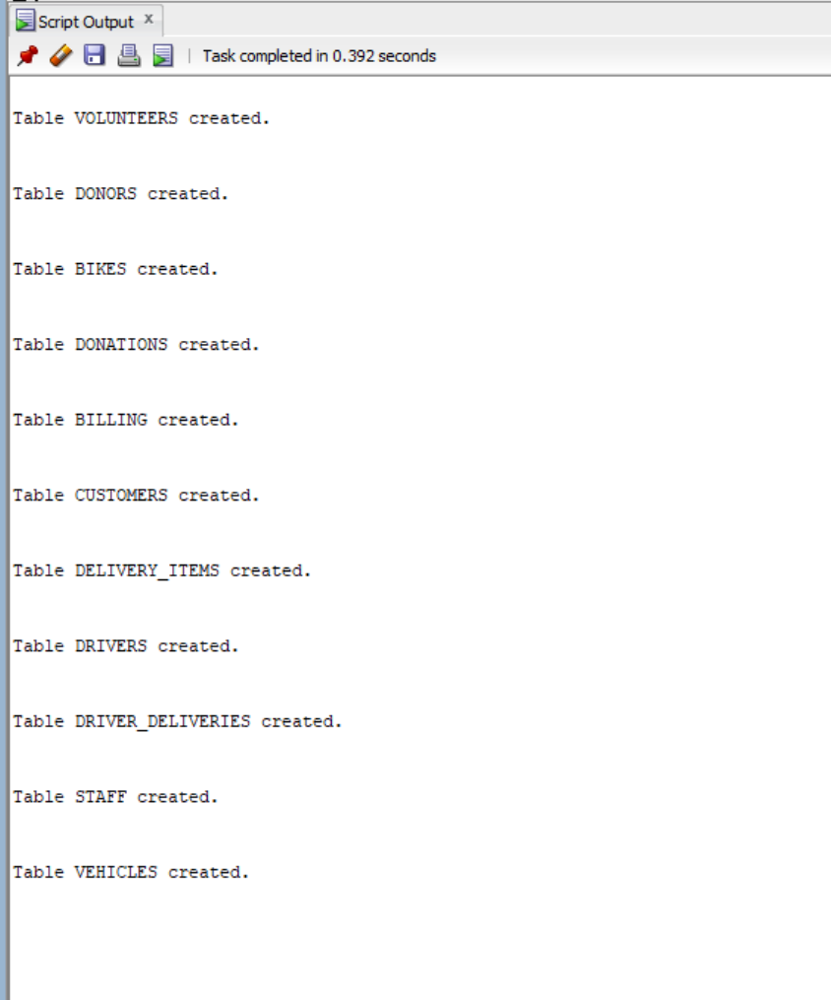 Script Output x
Task completed in 0.392 seconds
Table VOLUNTEERS created.
Table DONORS created.
Table BIKES created.
Table DONATIONS created.
Table BILLING created.
Table CUSTOMERS created.
Table DELIVERY_ITEMS created.
Table DRIVERS created.
Table DRIVER_DELIVERIES created.
Table STAFF created.
Table VEHICLES created.